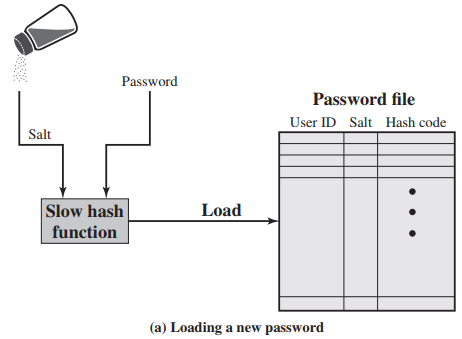 Password
Password file
User ID Salt Hash code
Salt
Slow hash
function
Load
(a) Loading a new password